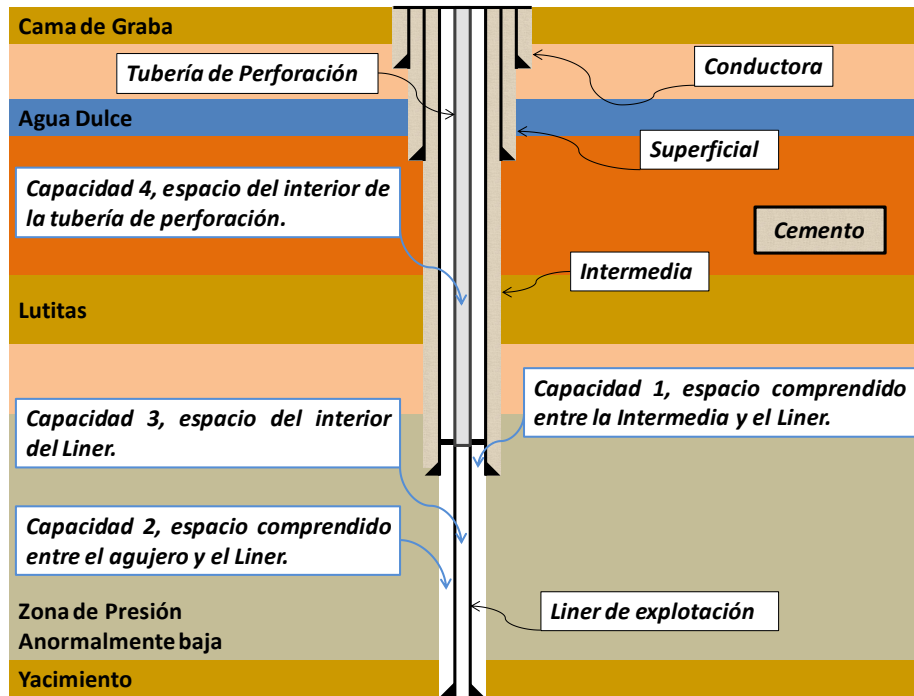 Cama de Graba
Tubería de Perforación
Conductora
Agua Dulce
Superficial
Capacidad 4, espacio del interior de
la tubería de perforación.
Cemento
Intermedia
Lutitas
Capacidad 1, espacio comprendido
entre la Intermedia y el Liner.
Capacidad 3, espacio del interior
del Liner.
Capacidad 2, espacio comprendido
entre el agujero y el Liner.
Zona de Presión
Anormalmente baja
Liner de explotación
Yacimiento